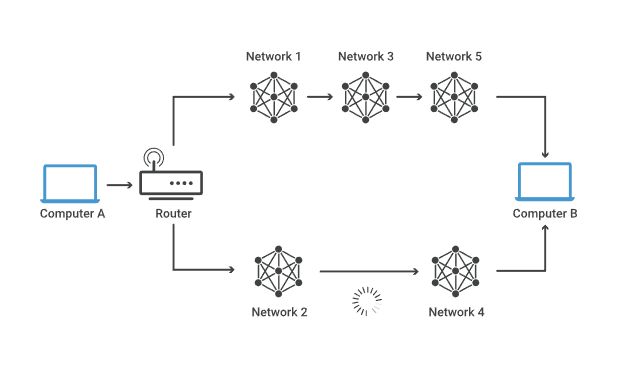 Network 1
Network 3
Network 5
Computer A
Router
Computer B
Network 2
Network 4